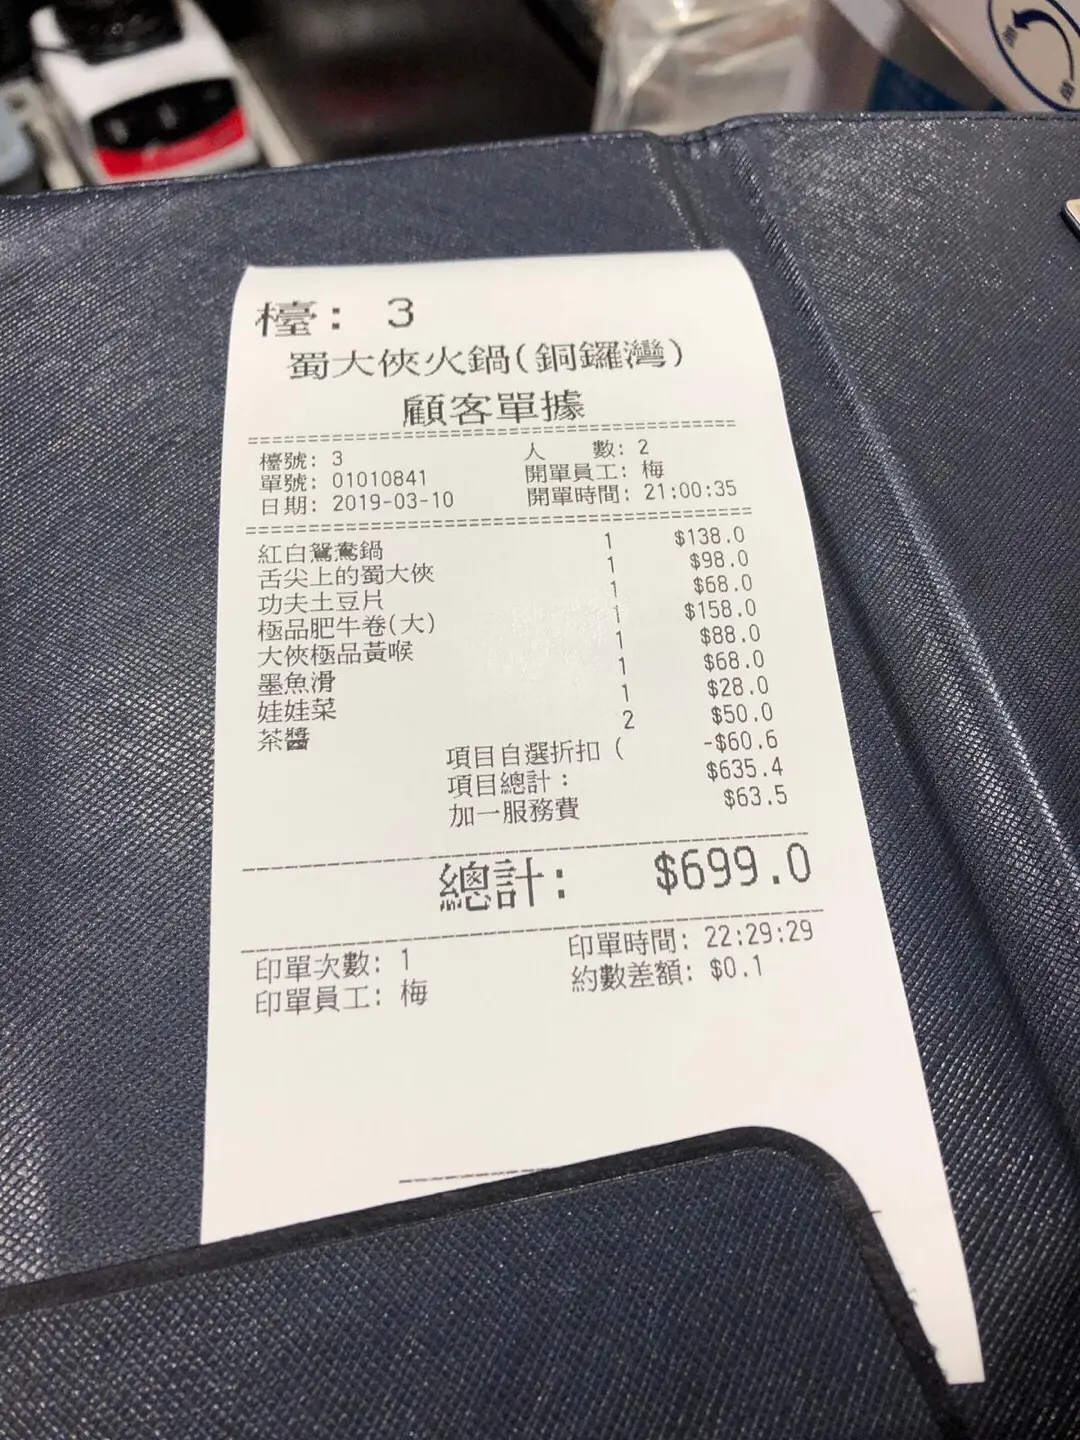 檯: 3
蜀大俠火鍋(銅鑼灣)
顧客單據
檯號: 3 人 數: 2
單號: 01010841 開單員工: 梅
日期: 2019-03-10 開單時間: 21:00:35
紅白鴛鴦鍋 1 $138.0
舌尖上的蜀大俠 1 $98.0
功夫土豆片 1 $68.0
極品肥牛卷(大) 1 $158.0
大俠極品黃喉 1 $88.0
墨魚滑 1 $68.0
娃娃菜 1 $28.0
茶醬 2 $50.0
項目自選折扣 ( -$60.6
項目總計: $635.4
加一服務費 $63.5
總計: $699.0
印單次數: 1 印單時間: 22:29:29
印單員工: 梅 約數差額: $0.1